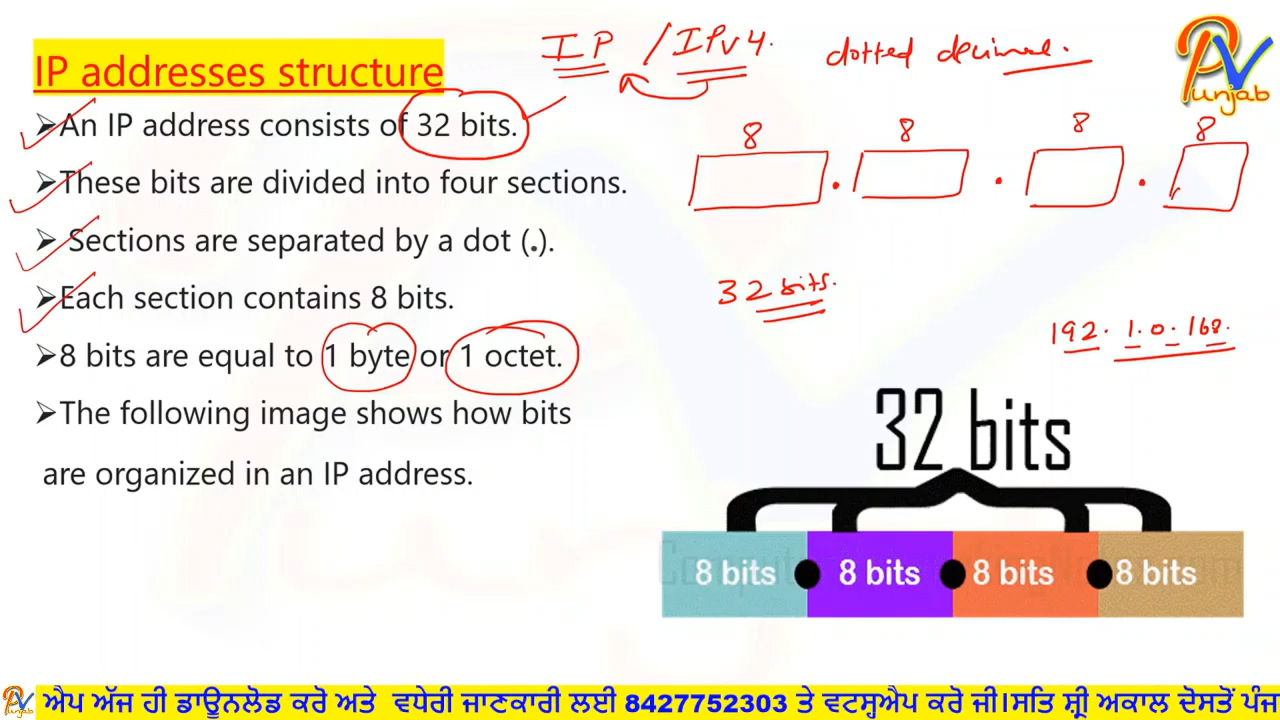 IP / IPv4.
dotted decimal.
PV Punjab
IP addresses structure
➢An IP address consists of 32 bits.
➢These bits are divided into four sections.
➢ Sections are separated by a dot (.).
➢Each section contains 8 bits.
➢8 bits are equal to 1 byte or 1 octet.
➢The following image shows how bits
are organized in an IP address.
8 8 8 8
. . .
32 bits.
192. 1.0.168.
32 bits
8 bits 8 bits 8 bits 8 bits
ਐਪ ਅੱਜ ਹੀ ਡਾਊਨਲੋਡ ਕਰੋ ਅਤੇ ਵਧੇਰੀ ਜਾਣਕਾਰੀ ਲਈ 8427752303 ਤੇ ਵਟਸ੍ਹਐਪ ਕਰੋ ਜੀ।ਸਤਿ ਸ਼੍ਰੀ ਅਕਾਲ ਦੋਸਤੋਂ ਪੰਜ